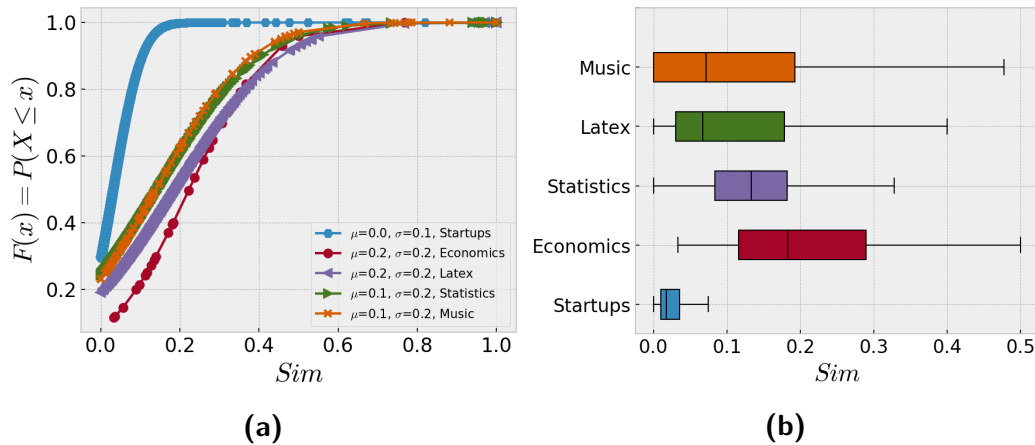 F(x) = P(X ≤ x)
1.0
0.8
0.6
0.4
0.2
μ=0.0, σ=0.1, Startups
μ=0.2, σ=0.2, Economics
μ=0.2, σ=0.2, Latex
μ=0.1, σ=0.2, Statistics
μ=0.1, σ=0.2, Music
0.0 0.2 0.4 0.6 0.8 1.0
Sim
(a)
Music
Latex
Statistics
Economics
Startups
0.0 0.1 0.2 0.3 0.4 0.5
Sim
(b)